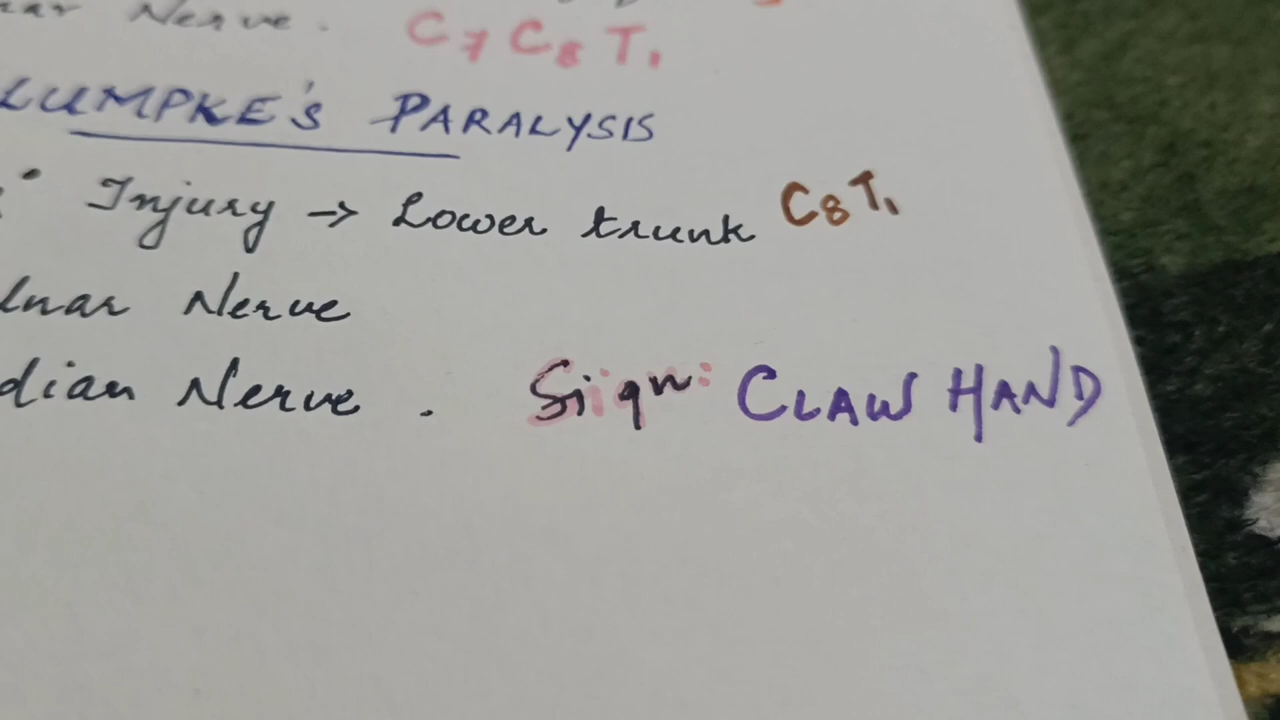 Nerve. C7 C8 T1
LUMPKE'S PARALYSIS
Injury → Lower trunk C8 T1
lnar Nerve
dian Nerve. Sign: CLAW HAND